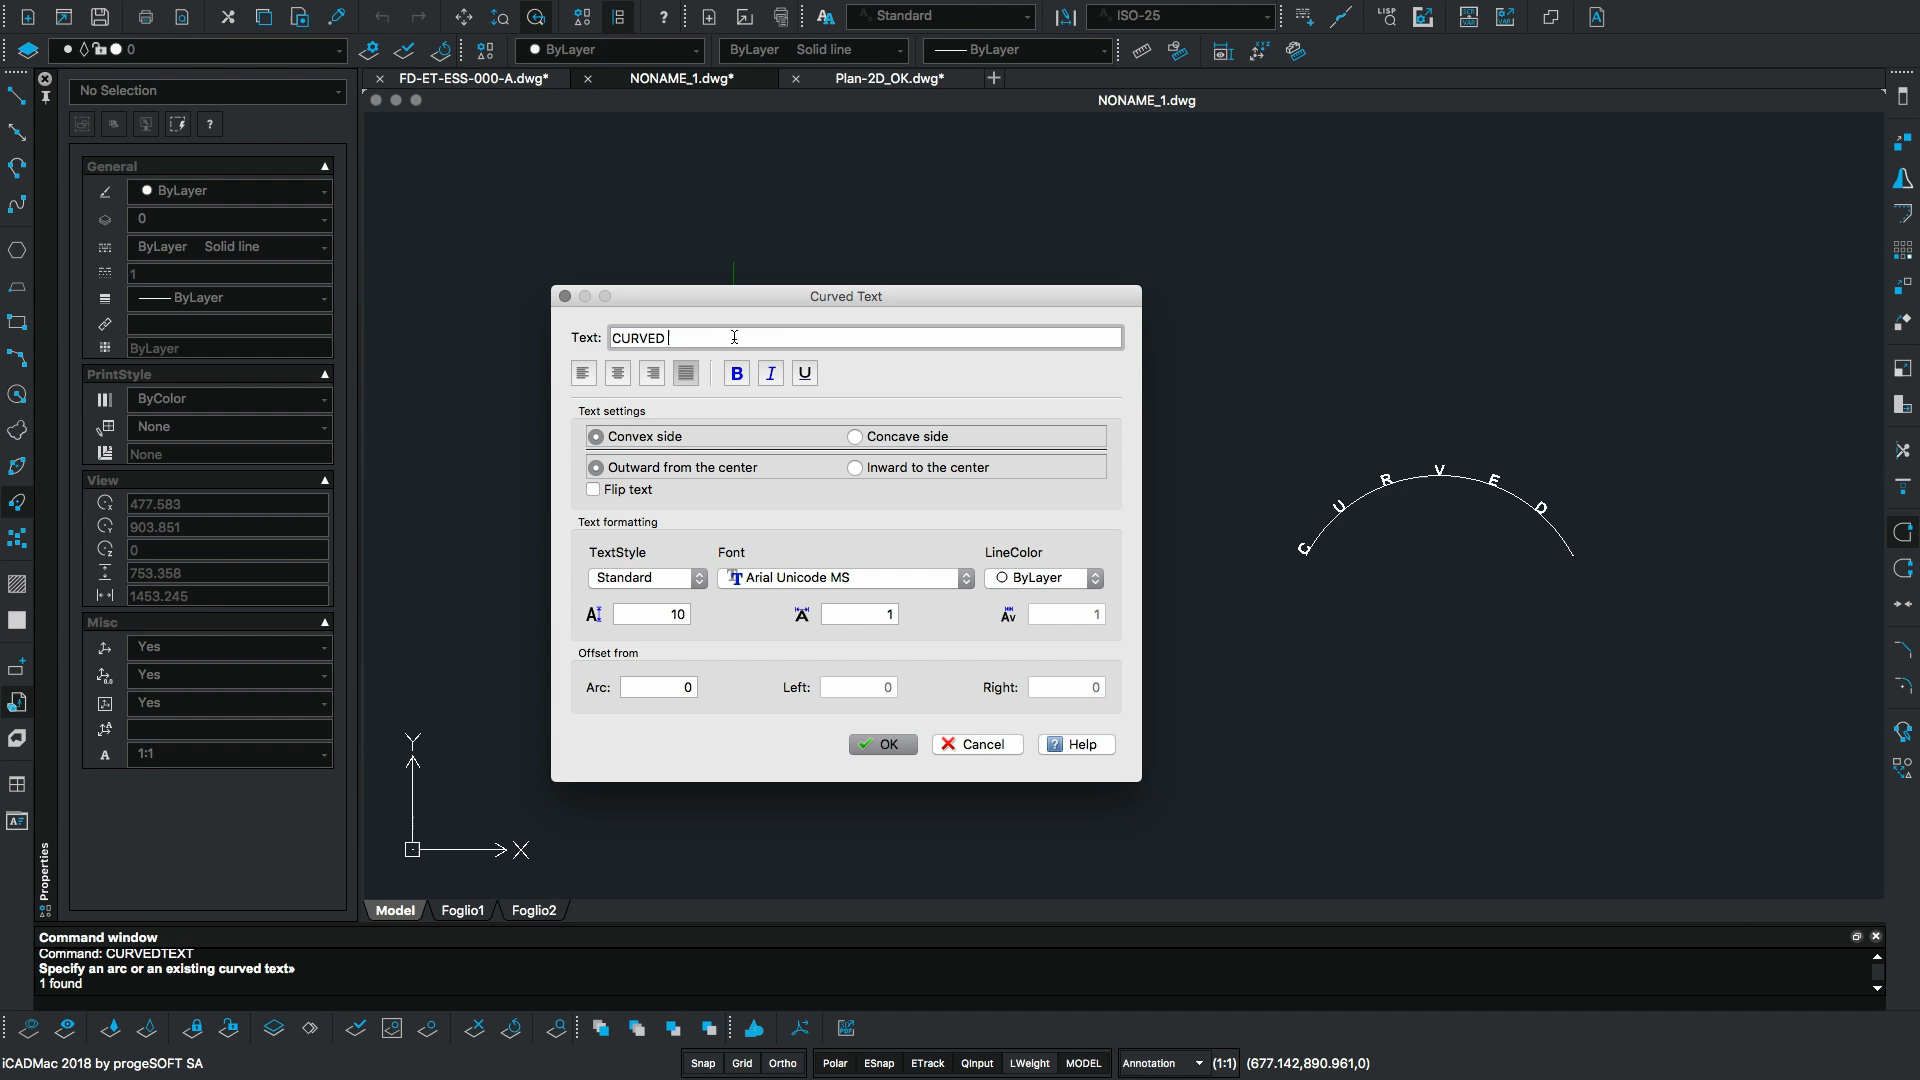 Standard
ISO-25
LISP
0
ByLayer
ByLayer Solid line
ByLayer
FD-ET-ESS-000-A.dwg*
NONAME_1.dwg*
Plan-2D_OK.dwg*
No Selection
NONAME_1.dwg
General
ByLayer
0
ByLayer Solid line
1
ByLayer
ByLayer
PrintStyle
ByColor
None
None
View
477.583
903.851
0
753.358
1453.245
Misc
Yes
Yes
Yes
1:1
Properties
Curved Text
Text: CURVED
B I U
Text settings
Convex side
Concave side
Outward from the center
Inward to the center
Flip text
Text formatting
TextStyle
Font
LineColor
Standard
Arial Unicode MS
ByLayer
10
1
1
Offset from
Arc: 0
Left: 0
Right: 0
OK
Cancel
Help
C U R V E D
Y
X
Model
Foglio1
Foglio2
Command window
Command: CURVEDTEXT
Specify an arc or an existing curved text»
1 found
iCADMac 2018 by progeSOFT SA
Snap Grid Ortho
Polar ESnap ETrack QInput LWeight MODEL
Annotation
(1:1)
(677.142,890.961,0)